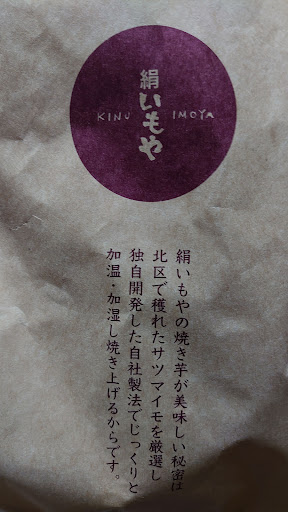 絹いもや
KINU IMOYA
絹いもやの焼き芋が美味しい秘密は
北区で穫れたサツマイモを厳選し
独自開発した自社製法でじっくりと
加温・加湿し焼き上げるからです。